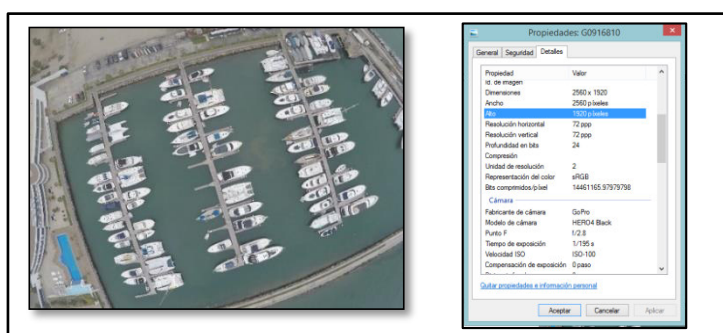 Propiedades: G0916810
General Seguridad Detalles
Propiedad Valor
Id. de imagen
Dimensiones 2560 x 1920
Ancho 2560 píxeles
Alto 1920 píxeles
Resolución horizontal 72 ppp
Resolución vertical 72 ppp
Profundidad en bits 24
Compresión
Unidad de resolución 2
Representación del color sRGB
Bits comprimidos/píxel 14461165.97979798
Cámara
Fabricante de cámara GoPro
Modelo de cámara HERO4 Black
Punto F f/2.8
Tiempo de exposición 1/195 s
Velocidad ISO ISO-100
Compensación de exposición 0 paso
Quitar propiedades e información personal
Aceptar Cancelar Aplicar